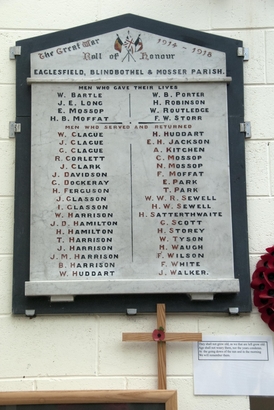 The Great War 1914 - 1918
Roll of Honour
EAGLESFIELD, BLINDBOTHEL & MOSSER PARISH.
MEN WHO GAVE THEIR LIVES
W. BARTLE W. B. PORTER
J. E. LONG H. ROBINSON
E. MOSSOP W. ROUTLEDGE
H. B. MOFFAT F. W. STORR
MEN WHO SERVED AND RETURNED
W. CLAGUE N. HUDDART
J. CLAGUE E. H. JACKSON
G. CLAGUE A. KITCHEN
R. CORLETT C. MOSSOP
J. CLARK N. MOSSOP
J. DAVIDSON F. MOFFAT
G. DOCKERAY E. PARK
H. FERGUSON T. PARK
J. GLASSON W. W. R. SEWELL
I. GLASSON H. W. SEWELL
W. HARRISON H. SATTERTHWAITE
J. D. HAMILTON G. SCOTT
H. HAMILTON H. STOREY
T. HARRISON W. TYSON
J. HARRISON M. WAUGH
J. M. HARRISON F. WILSON
B. HARRISON F. WHITE
W. HUDDART J. WALKER